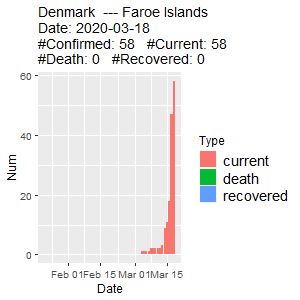 Denmark  --- Faroe Islands
Date: 2020-03-18
#Confirmed: 58   #Current: 58
#Death: 0   #Recovered: 0
60
40
20
0
Num
Feb 01 Feb 15 Mar 01 Mar 15
Date
Type
current
death
recovered